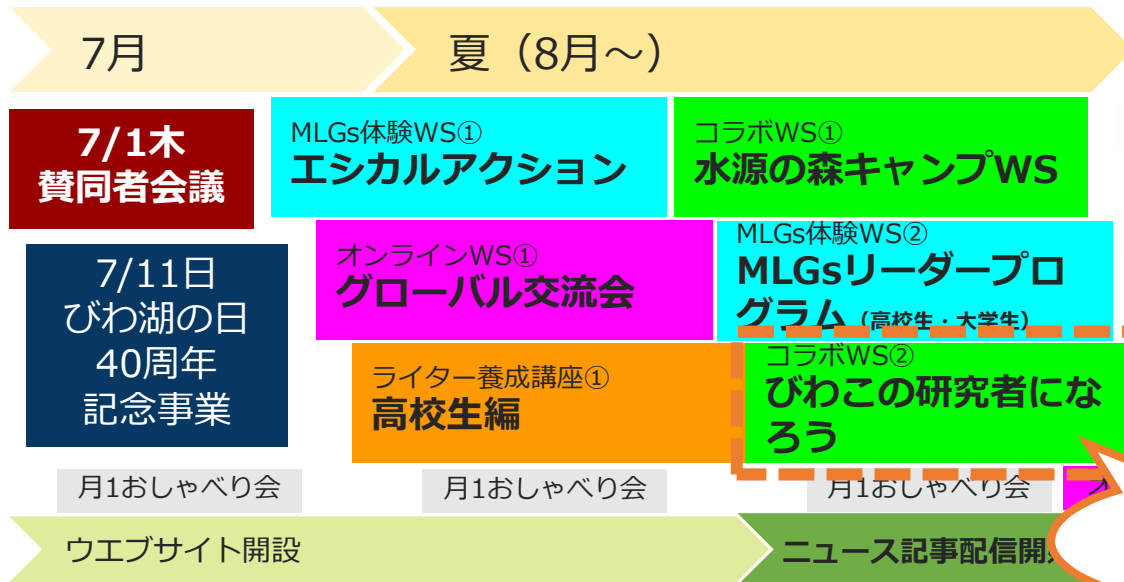 7月
夏（8月～）
7/1木
賛同者会議
MLGs体験WS①
エシカルアクション
コラボWS①
水源の森キャンプWS
7/11日
びわ湖の日
40周年
記念事業
オンラインWS①
グローバル交流会
MLGs体験WS②
MLGsリーダープロ
グラム（高校生・大学生）
ライター養成講座①
高校生編
コラボWS②
びわこの研究者にな
ろう
月1おしゃべり会
月1おしゃべり会
月1おしゃべり会
ウエブサイト開設
ニュース記事配信開